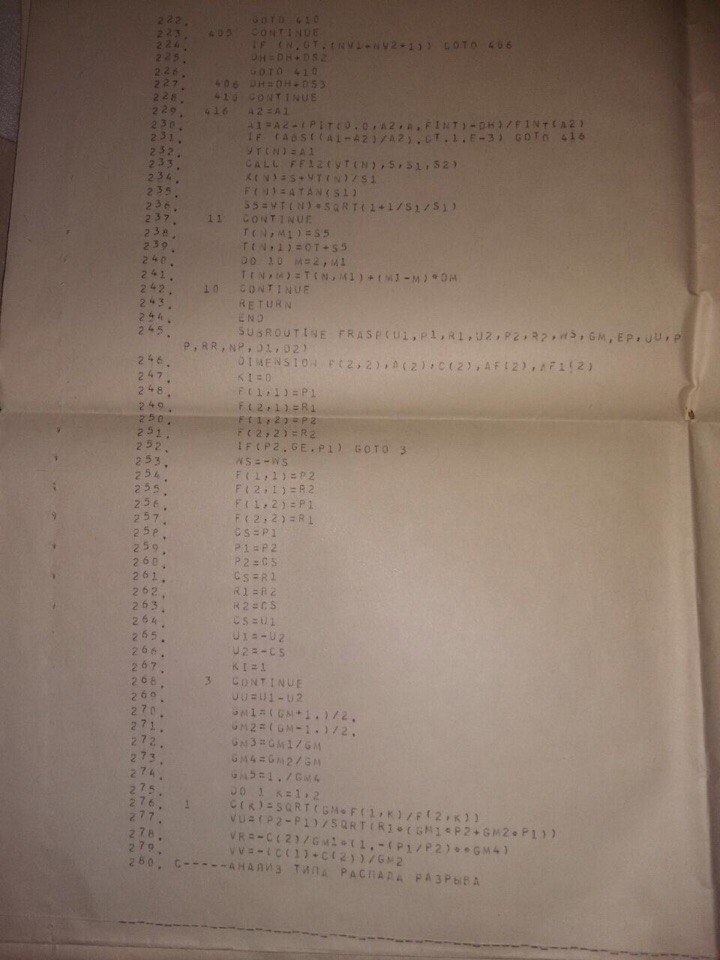 222. GOTO 410
223. 405 CONTINUE
224. IF (N.GT.(NV1+NV2+1)) GOTO 406
225. DH=DH+DS2
226. GOTO 410
227. 406 DH=DH+DS3
228. 410 CONTINUE
229. 416 A2=A1
230. A1=A2-(PIT(0.0,A2,A,FINT)-DH)/FINT(A2)
231. IF (ABS((A1-A2)/A2).GT.1.E-3) GOTO 416
232. YT(N)=A1
233. CALL FF12(YT(N),S,S1,S2)
234. X(N)=S+YT(N)/S1
235. F(N)=ATAN(S1)
236. S5=YT(N)*SQRT(1+1/S1/S1)
237. 11 CONTINUE
238. T(N,M1)=S5
239. T(N,1)=OT+S5
240. DO 10 M=2,M1
241. T(N,M)=T(N,M1)+(M1-M)*DM
242. 10 CONTINUE
243. RETURN
244. END
245. SUBROUTINE FRASP(U1,P1,R1,U2,P2,R2,WS,GM,EP,UU,P
P,RR,NP,D1,D2)
246. DIMENSION F(2,2),A(2),C(2),AF(2),AF1(2)
247. KI=0
248. F(1,1)=P1
249. F(2,1)=R1
250. F(1,2)=P2
251. F(2,2)=R2
252. IF(P2.GE.P1) GOTO 3
253. WS=-WS
254. F(1,1)=P2
255. F(2,1)=R2
256. F(1,2)=P1
257. F(2,2)=R1
258. CS=P1
259. P1=P2
260. P2=CS
261. CS=R1
262. R1=R2
263. R2=CS
264. CS=U1
265. U1=-U2
266. U2=-CS
267. KI=1
268. 3 CONTINUE
269. UU=U1-U2
270. GM1=(GM+1.)/2.
271. GM2=(GM-1.)/2.
272. GM3=GM1/GM
273. GM4=GM2/GM
274. GM5=1./GM4
275. DO 1 K=1,2
276. 1 C(K)=SQRT(GM*F(1,K)/F(2,K))
277. VU=(P2-P1)/SQRT(R1*(GM1*P2+GM2*P1))
278. VR=-C(2)/GM1*(1.-(P1/P2)**GM4)
279. VV=-(C(1)+C(2))/GM2
280. C-----АНАЛИЗ ТИПА РАСПАДА РАЗРЫВА